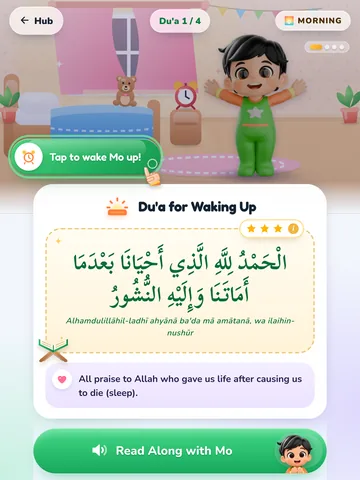 ← Hub
Du'a 1 / 4
MORNING
Tap to wake Mo up!
Du'a for Waking Up
الْحَمْدُ لِلَّهِ الَّذِي أَحْيَانَا بَعْدَمَا
أَمَاتَنَا وَإِلَيْهِ النُّشُورُ
Alhamdulillāhil-ladhī ahyānā ba'da mā amātanā, wa ilaihin-
nushūr
All praise to Allah who gave us life after causing us
to die (sleep).
Read Along with Mo